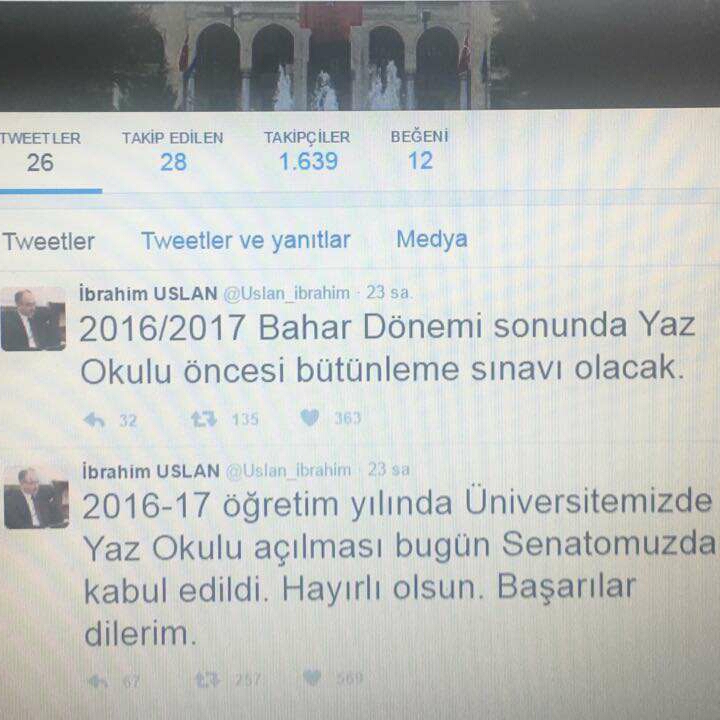 TWEETLER TAKİP EDİLEN TAKİPÇİLER BEĞENİ
26 28 1.639 12
Tweetler Tweetler ve yanıtlar Medya
İbrahim USLAN @Uslan_ibrahim · 23 sa.
2016/2017 Bahar Dönemi sonunda Yaz
Okulu öncesi bütünleme sınavı olacak.
32 135 363
İbrahim USLAN @Uslan_ibrahim · 23 sa
2016-17 öğretim yılında Üniversitemizde
Yaz Okulu açılması bugün Senatomuzda
kabul edildi. Hayırlı olsun. Başarılar
dilerim.
67 257 569